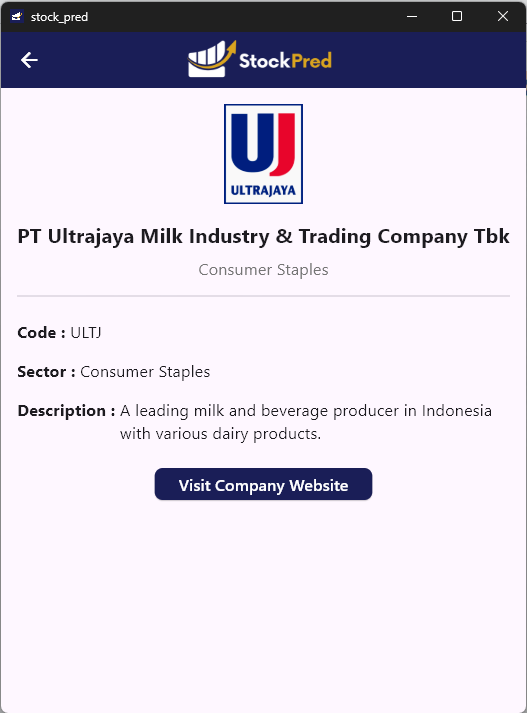 stock_pred
StockPred
UJ
ULTRAJAYA
PT Ultrajaya Milk Industry & Trading Company Tbk
Consumer Staples
Code : ULTJ
Sector : Consumer Staples
Description : A leading milk and beverage producer in Indonesia
with various dairy products.
Visit Company Website